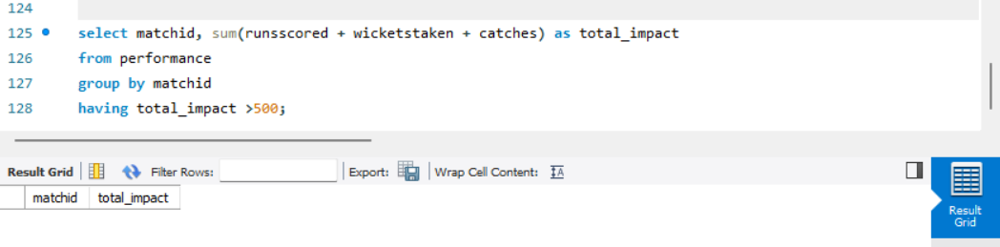 124
125 select matchid, sum(runsscored + wicketstaken + catches) as total_impact
126 from performance
127 group by matchid
128 having total_impact >500;
Result Grid Filter Rows: Export: Wrap Cell Content: IA
matchid total_impact
Result
Grid